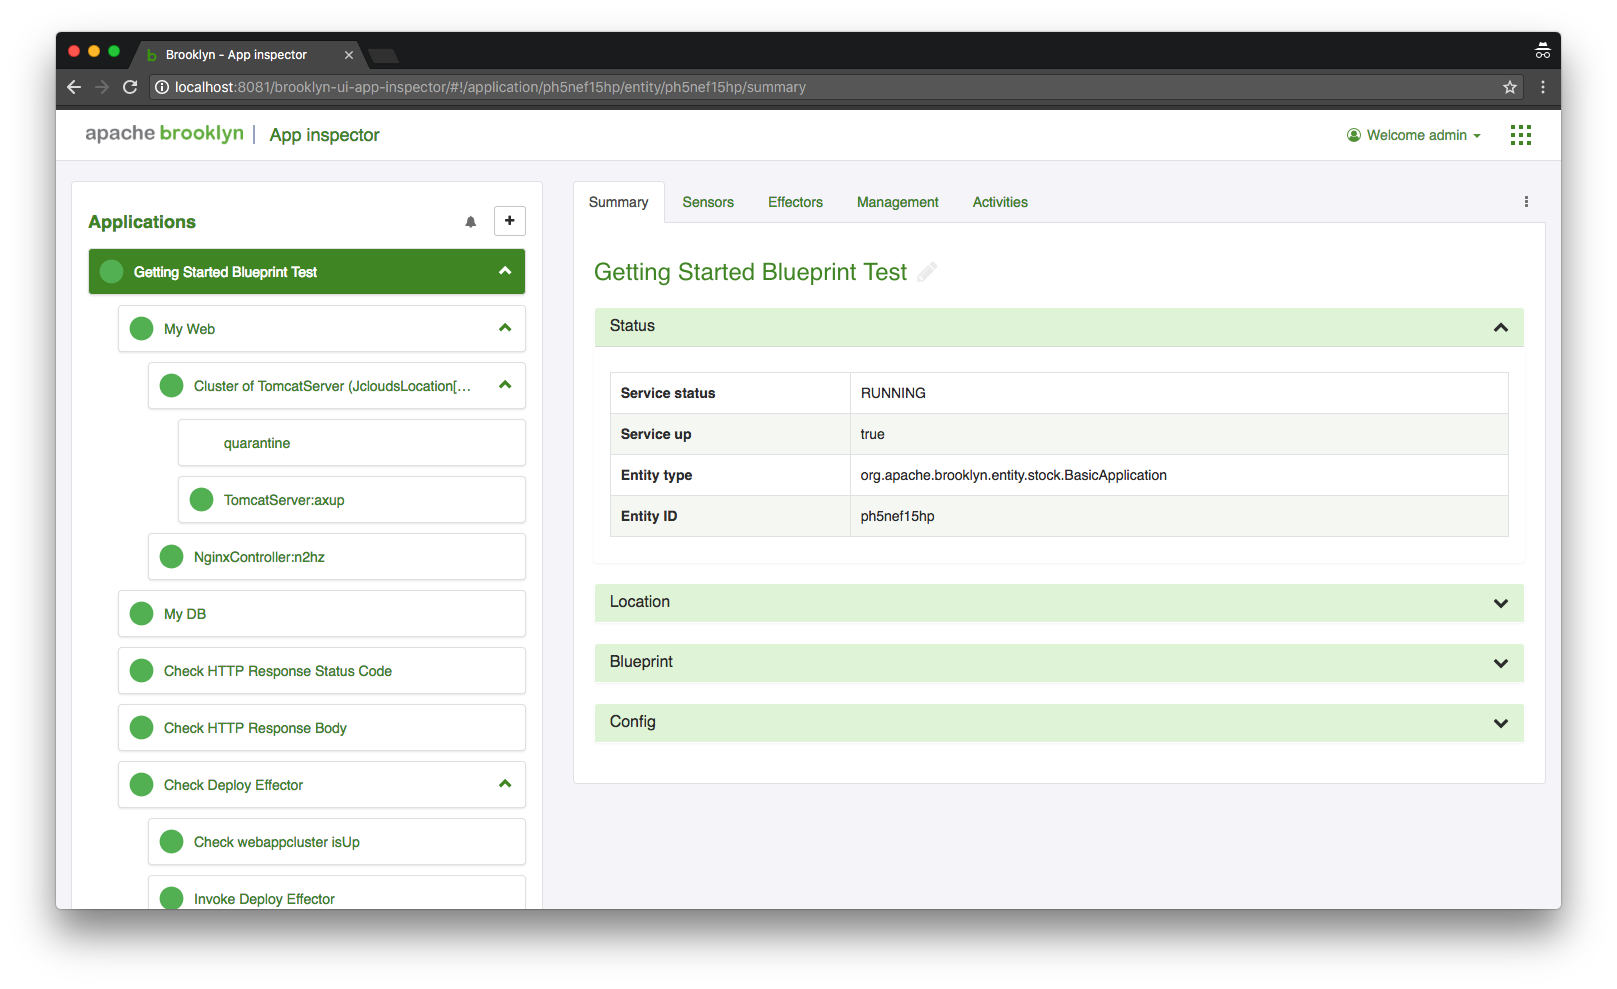 Brooklyn - App inspector
localhost:8081/brooklyn-ui-app-inspector/#!/application/ph5nef15hp/entity/ph5nef15hp/summary
apache brooklyn | App inspector
Welcome admin
Applications
+
Getting Started Blueprint Test
My Web
Cluster of TomcatServer (JcloudsLocation[...
quarantine
TomcatServer:axup
NginxController:n2hz
My DB
Check HTTP Response Status Code
Check HTTP Response Body
Check Deploy Effector
Check webappcluster isUp
Invoke Deploy Effector
Summary Sensors Effectors Management Activities
Getting Started Blueprint Test
Status
Service status RUNNING
Service up true
Entity type org.apache.brooklyn.entity.stock.BasicApplication
Entity ID ph5nef15hp
Location
Blueprint
Config